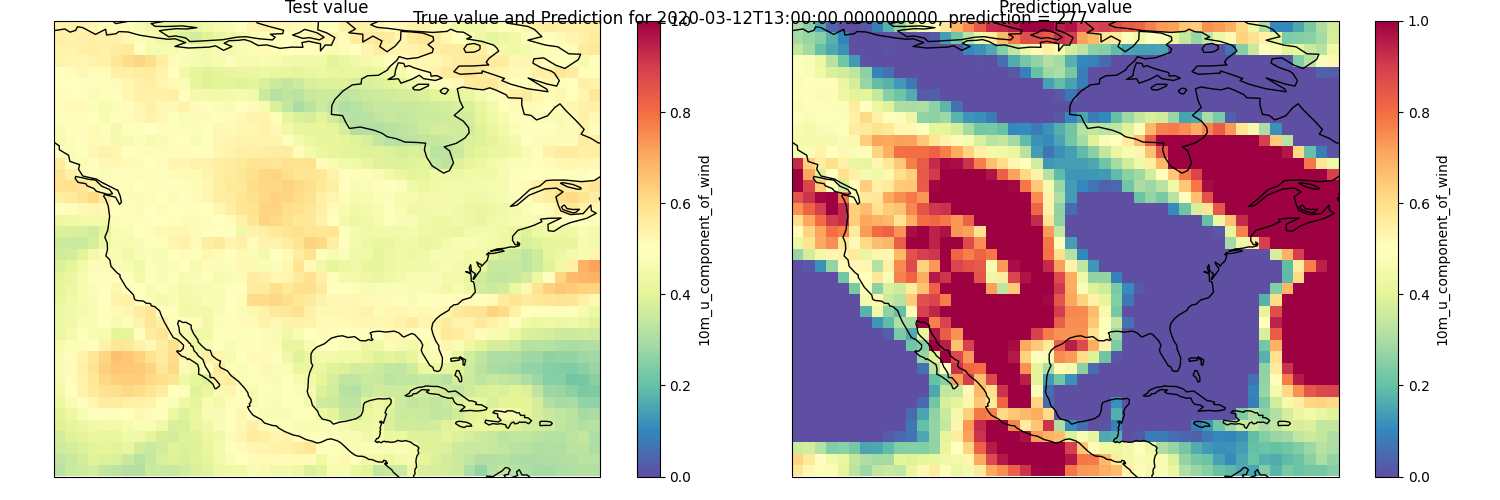 Test value
Prediction value
True value and Prediction for 2020-03-12T13:00:00.000000000, prediction = 27
1.0
0.8
0.6
0.4
0.2
0.0
10m_u_component_of_wind
1.0
0.8
0.6
0.4
0.2
0.0
10m_u_component_of_wind